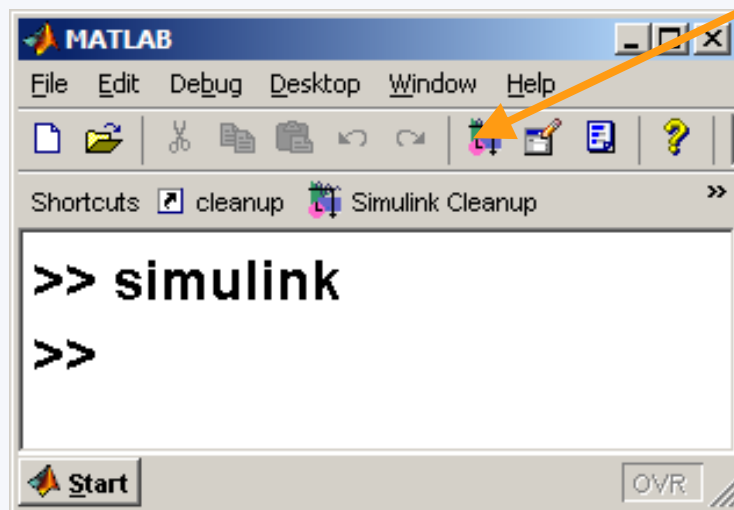 MATLAB
File Edit Debug Desktop Window Help
?
Shortcuts cleanup Simulink Cleanup »
>> simulink
>>
Start OVR